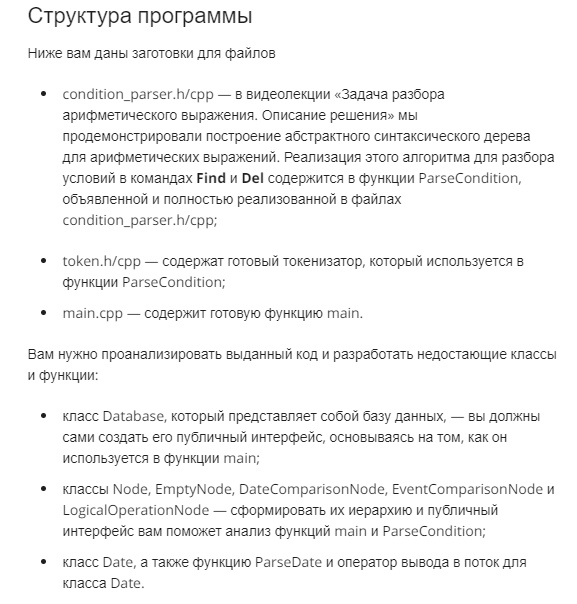 Структура программы
Ниже вам даны заготовки для файлов
• condition_parser.h/cpp — в видеолекции «Задача разбора
арифметического выражения. Описание решения» мы
продемонстрировали построение абстрактного синтаксического дерева
для арифметических выражений. Реализация этого алгоритма для разбора
условий в командах Find и Del содержится в функции ParseCondition,
объявленной и полностью реализованной в файлах
condition_parser.h/cpp;
• token.h/cpp — содержат готовый токенизатор, который используется в
функции ParseCondition;
• main.cpp — содержит готовую функцию main.
Вам нужно проанализировать выданный код и разработать недостающие классы
и функции:
• класс Database, который представляет собой базу данных, — вы должны
сами создать его публичный интерфейс, основываясь на том, как он
используется в функции main;
• классы Node, EmptyNode, DateComparisonNode, EventComparisonNode и
LogicalOperationNode — сформировать их иерархию и публичный
интерфейс вам поможет анализ функций main и ParseCondition;
• класс Date, а также функцию ParseDate и оператор вывода в поток для
класса Date.